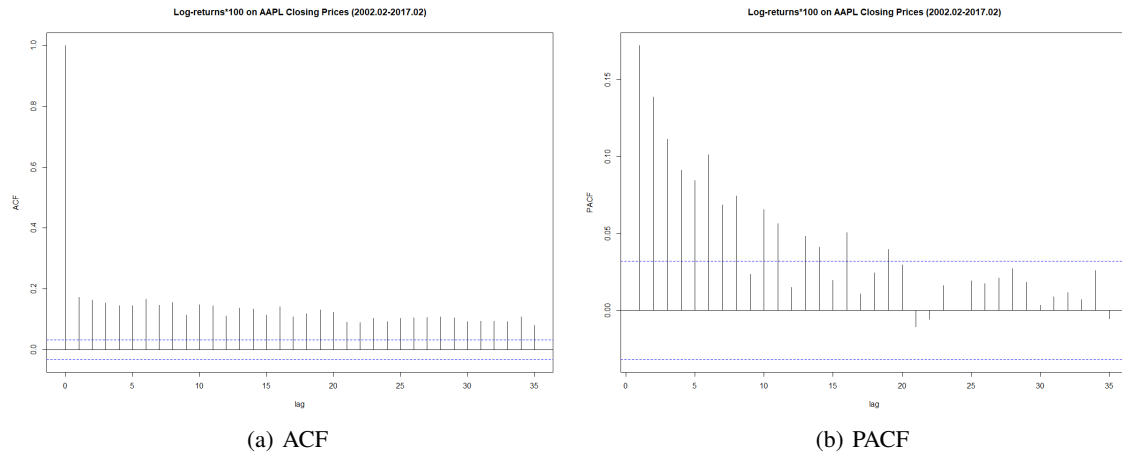 Log-returns*100 on AAPL Closing Prices (2002.02-2017.02)
ACF
1.0
0.8
0.6
0.4
0.2
0.0
0 5 10 15 20 25 30 35
lag
(a) ACF
Log-returns*100 on AAPL Closing Prices (2002.02-2017.02)
PACF
0.15
0.10
0.05
0.00
0 5 10 15 20 25 30 35
lag
(b) PACF